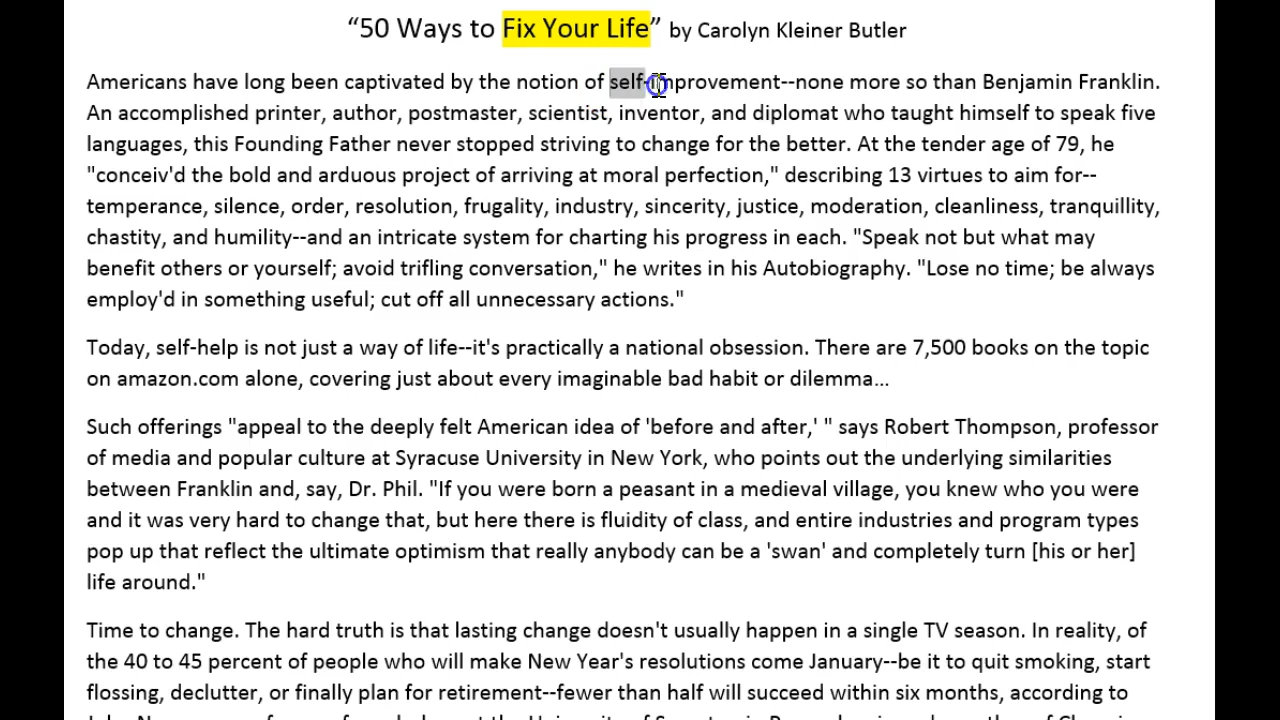 “50 Ways to Fix Your Life” by Carolyn Kleiner Butler
Americans have long been captivated by the notion of self-improvement--none more so than Benjamin Franklin.
An accomplished printer, author, postmaster, scientist, inventor, and diplomat who taught himself to speak five
languages, this Founding Father never stopped striving to change for the better. At the tender age of 79, he
"conceiv'd the bold and arduous project of arriving at moral perfection," describing 13 virtues to aim for--
temperance, silence, order, resolution, frugality, industry, sincerity, justice, moderation, cleanliness, tranquillity,
chastity, and humility--and an intricate system for charting his progress in each. "Speak not but what may
benefit others or yourself; avoid trifling conversation," he writes in his Autobiography. "Lose no time; be always
employ'd in something useful; cut off all unnecessary actions."
Today, self-help is not just a way of life--it's practically a national obsession. There are 7,500 books on the topic
on amazon.com alone, covering just about every imaginable bad habit or dilemma…
Such offerings "appeal to the deeply felt American idea of 'before and after,' " says Robert Thompson, professor
of media and popular culture at Syracuse University in New York, who points out the underlying similarities
between Franklin and, say, Dr. Phil. "If you were born a peasant in a medieval village, you knew who you were
and it was very hard to change that, but here there is fluidity of class, and entire industries and program types
pop up that reflect the ultimate optimism that really anybody can be a 'swan' and completely turn [his or her]
life around."
Time to change. The hard truth is that lasting change doesn't usually happen in a single TV season. In reality, of
the 40 to 45 percent of people who will make New Year's resolutions come January--be it to quit smoking, start
flossing, declutter, or finally plan for retirement--fewer than half will succeed within six months, according to